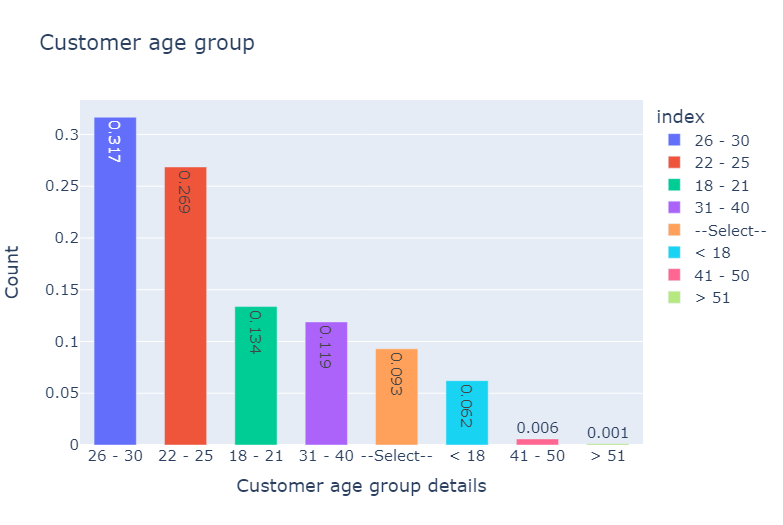 Customer age group
index
26 - 30
22 - 25
18 - 21
31 - 40
--Select--
< 18
41 - 50
> 51
Count
0.3
0.25
0.2
0.15
0.1
0.05
0
0.317
0.269
0.134
0.119
0.093
0.062
0.006
0.001
26 - 30 22 - 25 18 - 21 31 - 40 --Select-- < 18 41 - 50 > 51
Customer age group details